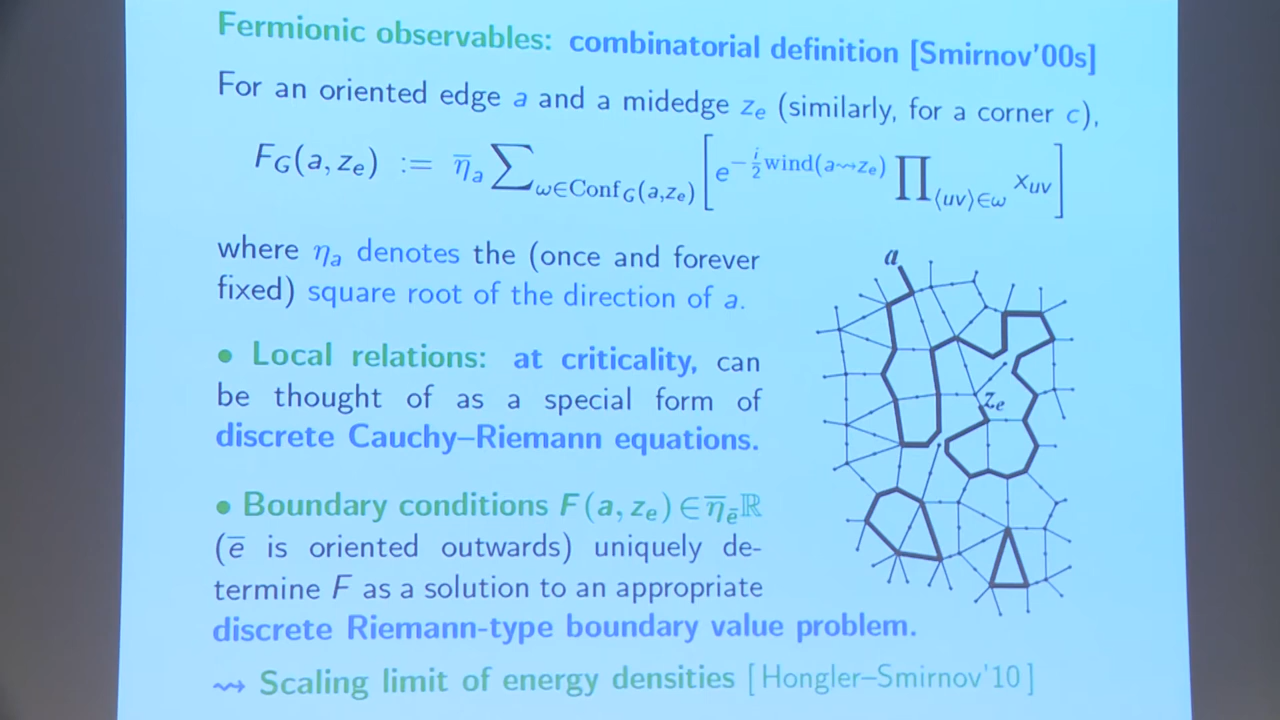 Fermionic observables: combinatorial definition [Smirnov'00s]
For an oriented edge a and a midedge z_e (similarly, for a corner c),
F_G(a, z_e) := η̅_a ∑_{ω∈Conf_G(a,z_e)} [ e^{−\frac{i}{2}wind(a⇝z_e)} ∏_{⟨uv⟩∈ω} x_{uv} ]
where η_a denotes the (once and forever
fixed) square root of the direction of a.
• Local relations: at criticality, can
be thought of as a special form of
discrete Cauchy–Riemann equations.
• Boundary conditions F(a, z_e) ∈ η̅_{e̅}ℝ
(e̅ is oriented outwards) uniquely de-
termine F as a solution to an appropriate
discrete Riemann-type boundary value problem.
⇝ Scaling limit of energy densities [Hongler–Smirnov'10]
a
z_e